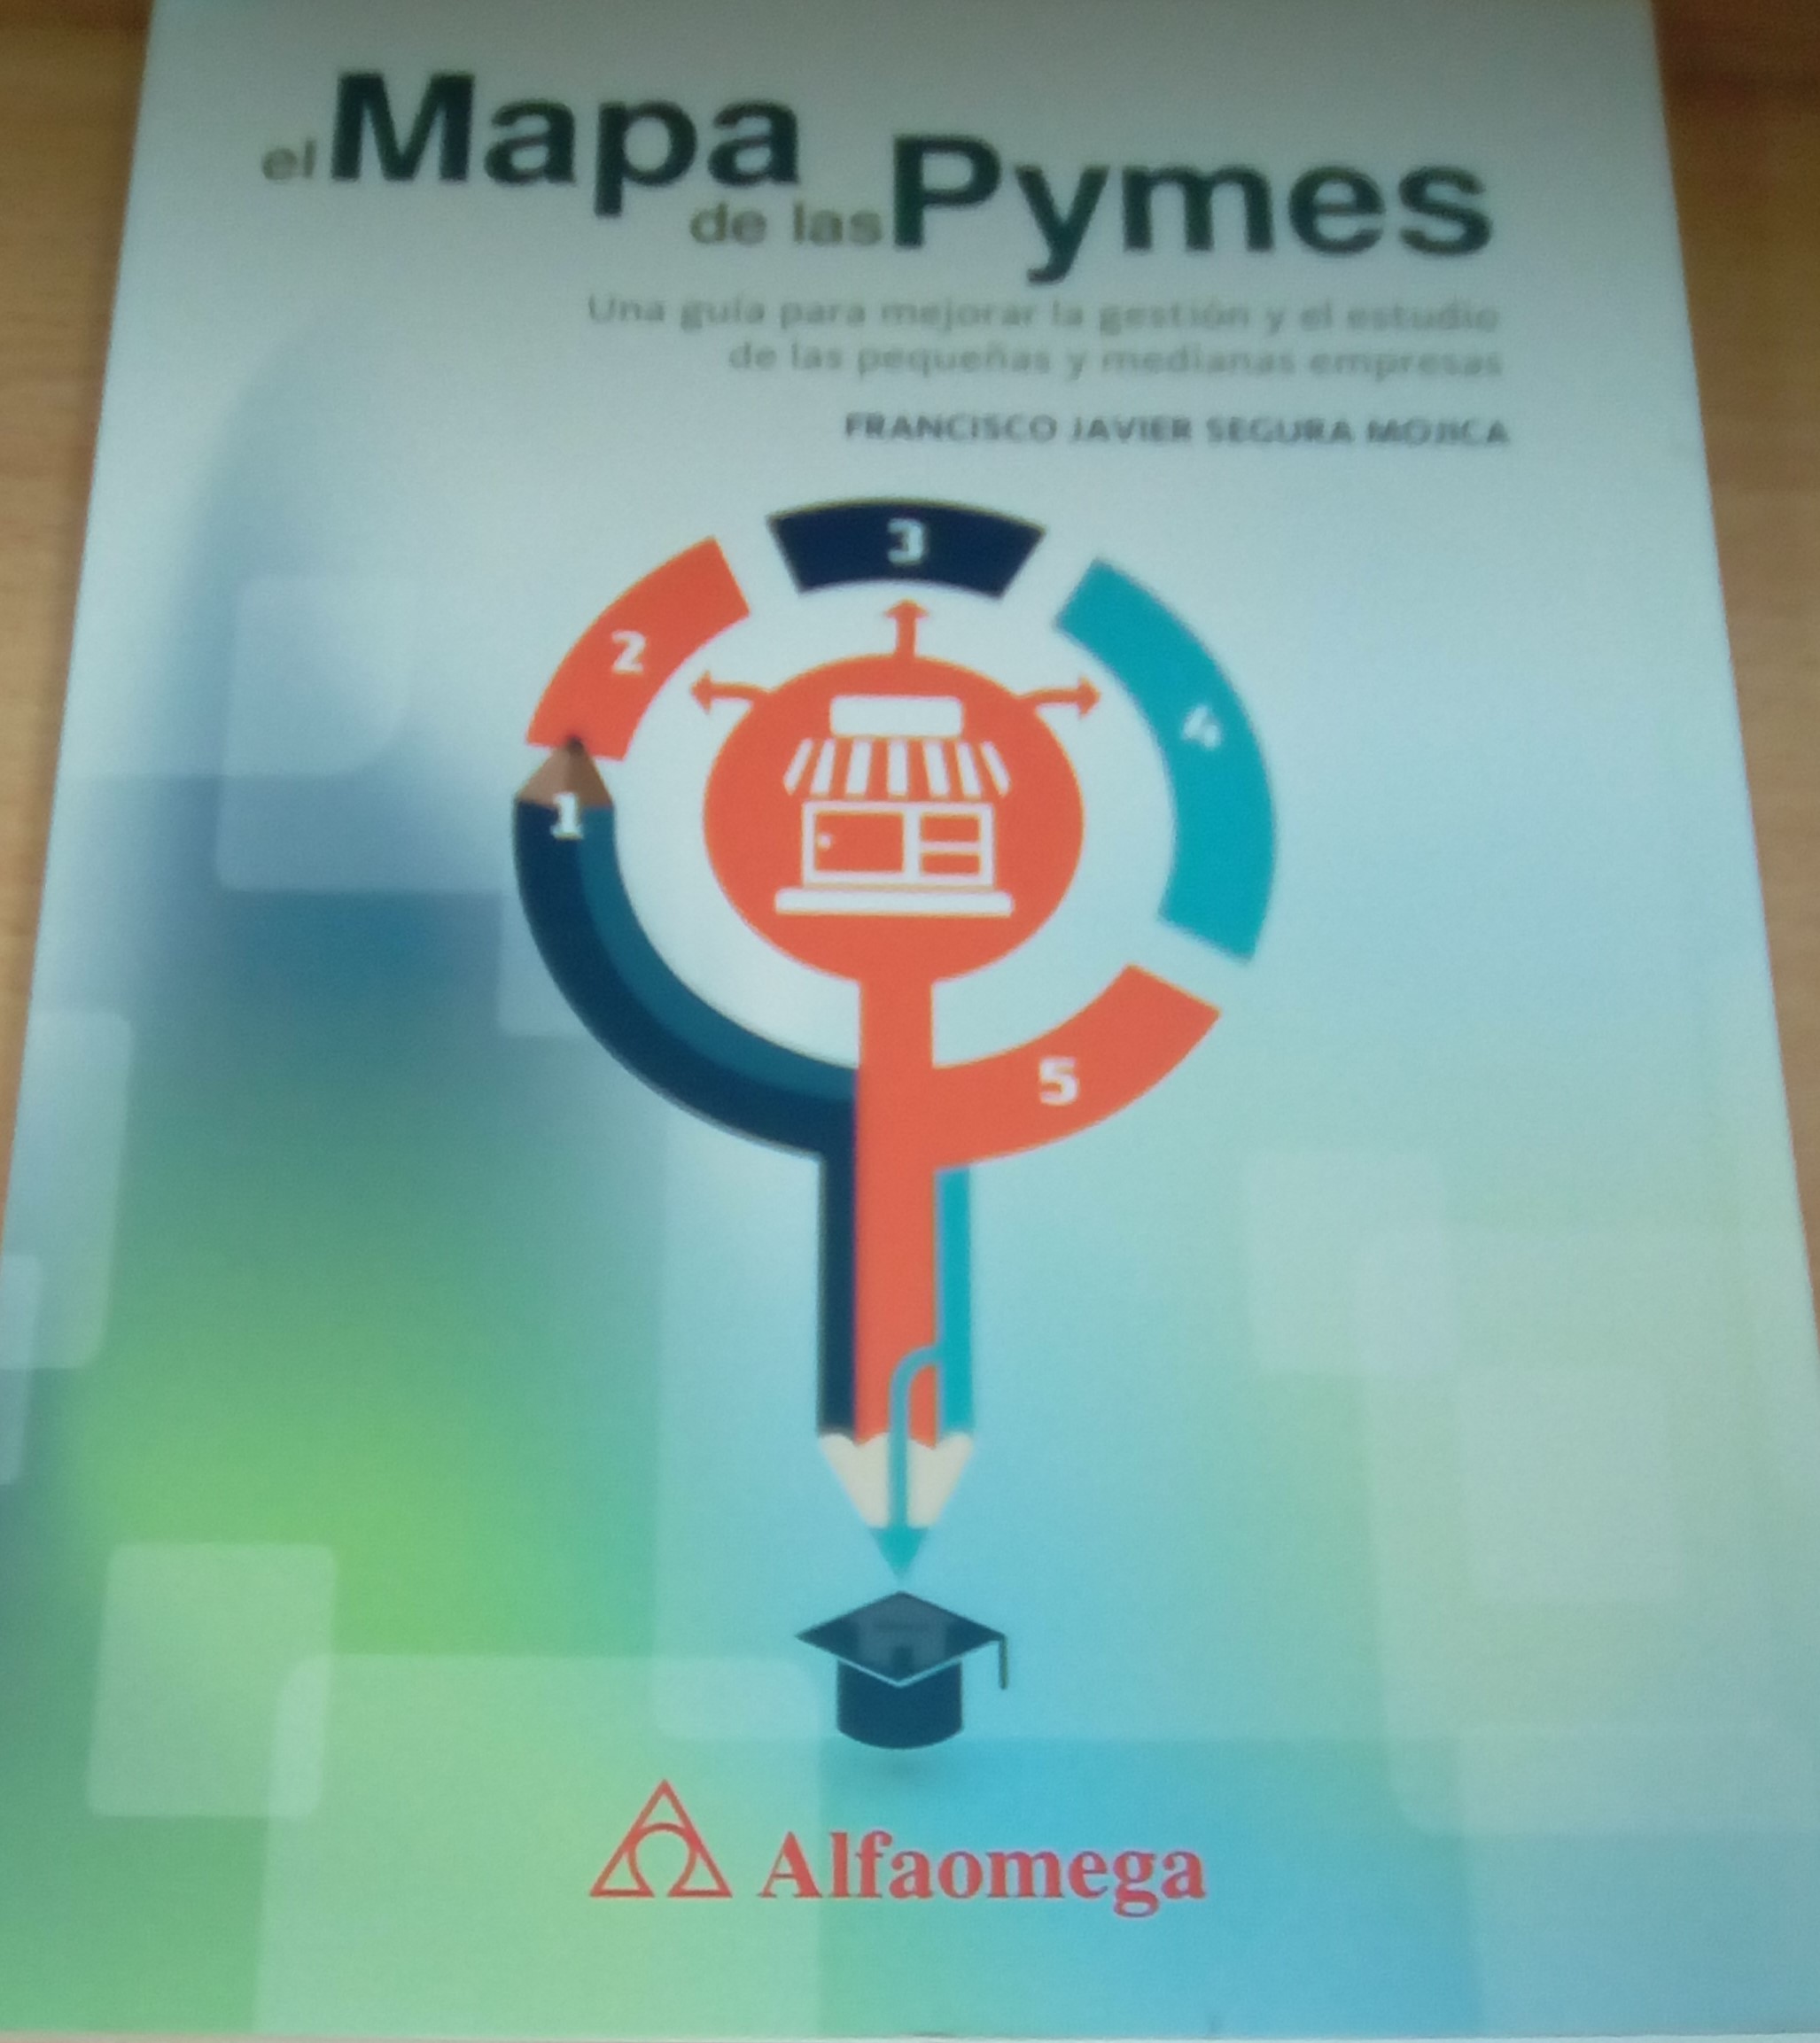 el Mapa
de las Pymes
Una guía para mejorar la gestión y el estudio
de las pequeñas y medianas empresas
FRANCISCO JAVIER SEGURA MOJICA
3
2
4
1
5
Alfaomega